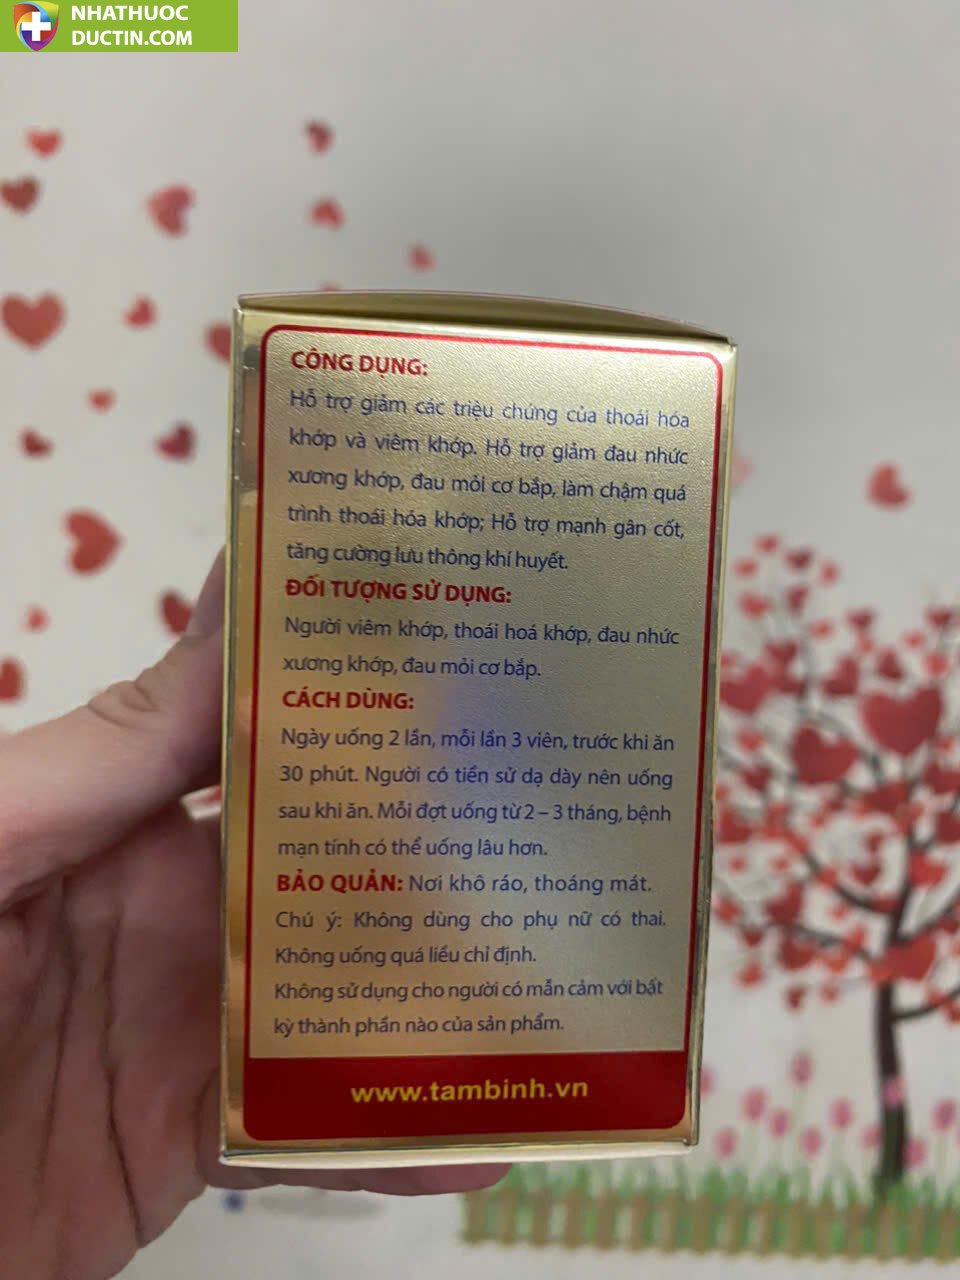 NHATHUOC
DUCTIN.COM
CÔNG DỤNG:
Hỗ trợ giảm các triệu chứng của thoái hóa
khớp và viêm khớp. Hỗ trợ giảm đau nhức
xương khớp, đau mỏi cơ bắp, làm chậm quá
trình thoái hóa khớp; Hỗ trợ mạnh gân cốt,
tăng cường lưu thông khí huyết.
ĐỐI TƯỢNG SỬ DỤNG:
Người viêm khớp, thoái hoá khớp, đau nhức
xương khớp, đau mỏi cơ bắp.
CÁCH DÙNG:
Ngày uống 2 lần, mỗi lần 3 viên, trước khi ăn
30 phút. Người có tiền sử dạ dày nên uống
sau khi ăn. Mỗi đợt uống từ 2 – 3 tháng, bệnh
mạn tính có thể uống lâu hơn.
BẢO QUẢN: Nơi khô ráo, thoáng mát.
Chú ý: Không dùng cho phụ nữ có thai.
Không uống quá liều chỉ định.
Không sử dụng cho người có mẫn cảm với bất
kỳ thành phần nào của sản phẩm.
www.tambinh.vn